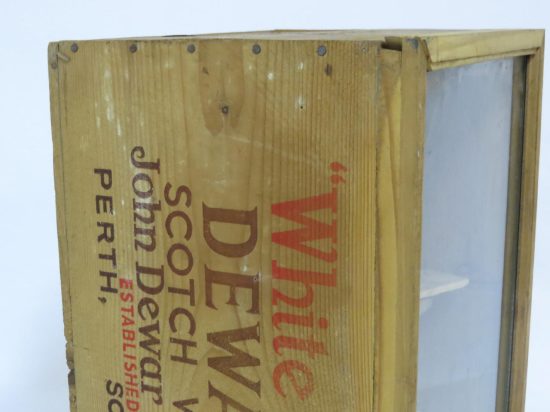 "White
DEWA
SCOTCH W
John Dewar
ESTABLISHED
PERTH, SC